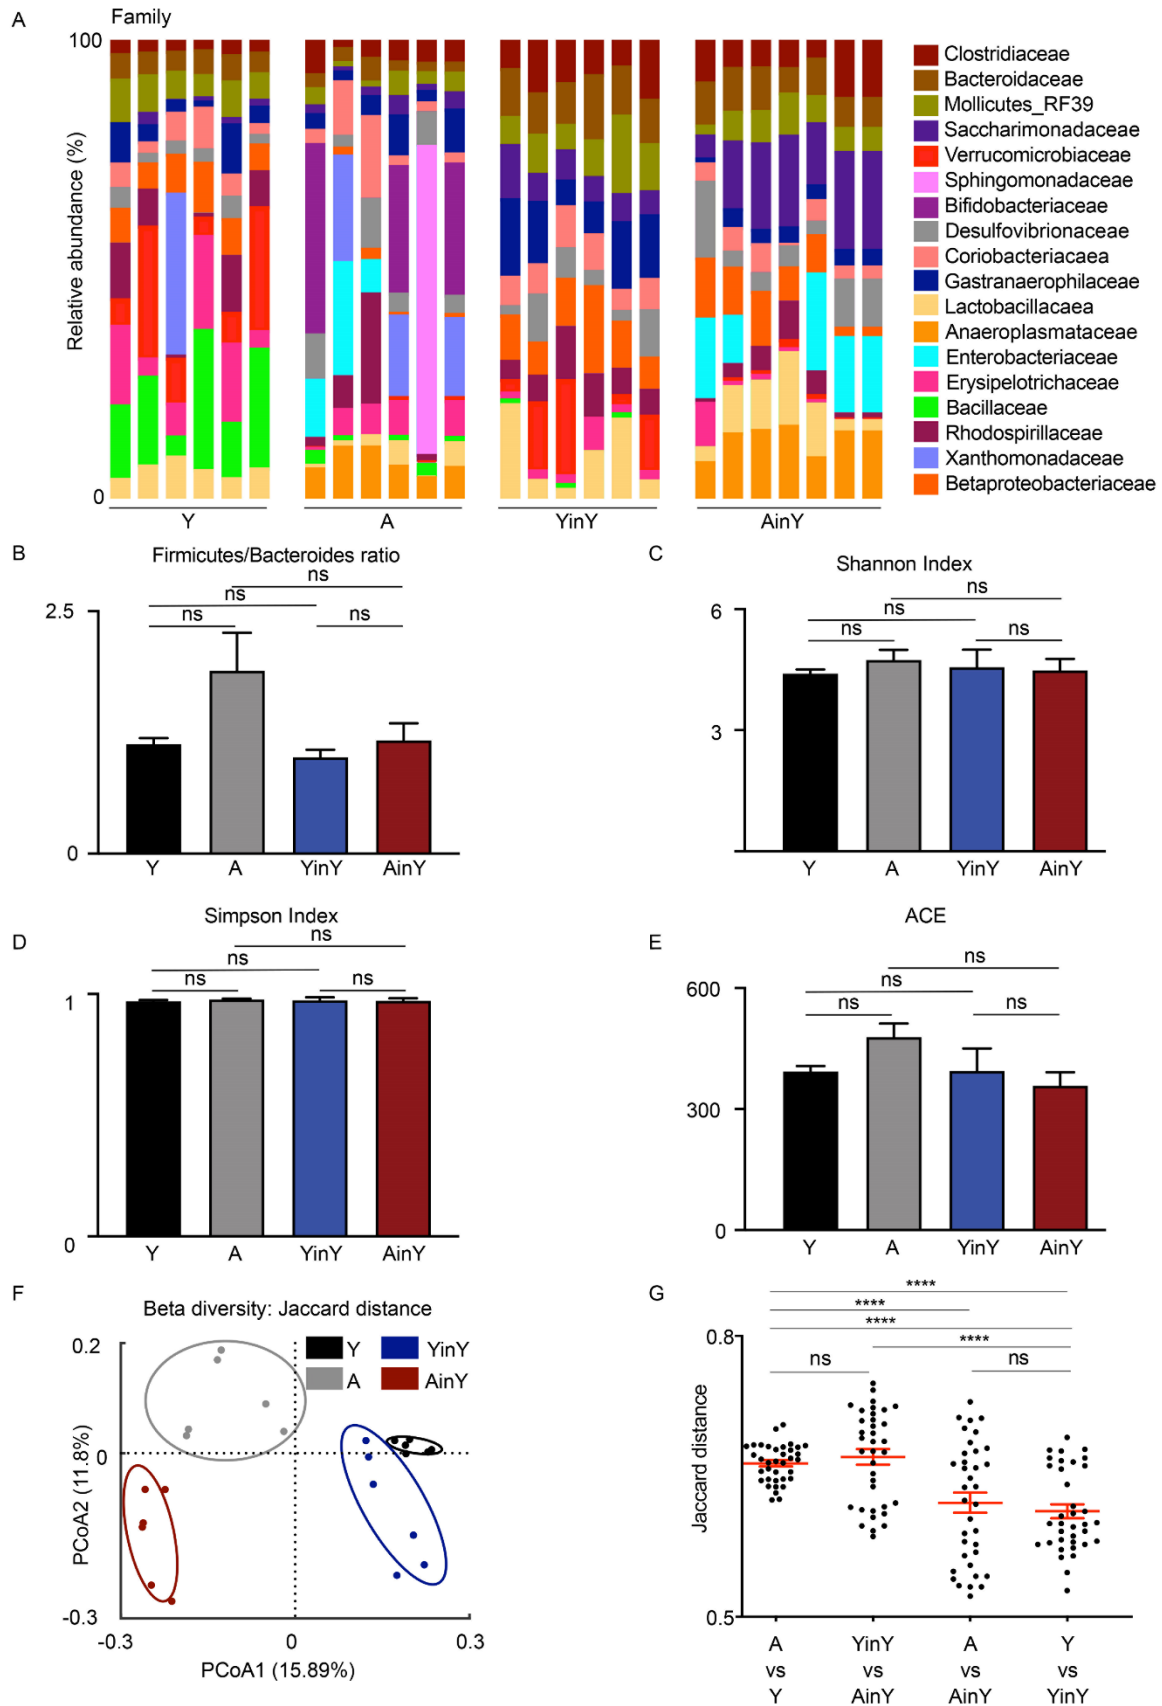 A
Family
100
Relative abundance (%)
0
Y
A
YinY
AinY
Clostridiaceae
Bacteroidaceae
Mollicutes_RF39
Saccharimonadaceae
Verrucomicrobiaceae
Sphingomonadaceae
Bifidobacteriaceae
Desulfovibrionaceae
Coriobacteriacaea
Gastranaerophilaceae
Lactobacillacaea
Anaeroplasmataceae
Enterobacteriaceae
Erysipelotrichaceae
Bacillaceae
Rhodospirillaceae
Xanthomonadaceae
Betaproteobacteriaceae
B
Firmicutes/Bacteroides ratio
ns
ns
ns
ns
2.5
0
Y
A
YinY
AinY
C
Shannon Index
ns
ns
ns
ns
6
3
Y
A
YinY
AinY
D
Simpson Index
ns
ns
ns
ns
1
0
Y
A
YinY
AinY
E
ACE
ns
ns
ns
ns
600
300
0
Y
A
YinY
AinY
F
Beta diversity: Jaccard distance
0.2
0
-0.3
PCoA2 (11.8%)
Y
YinY
A
AinY
-0.3
0
0.3
PCoA1 (15.89%)
G
****
****
****
****
ns
ns
0.8
0.5
Jaccard distance
A
vs
Y
YinY
vs
AinY
A
vs
AinY
Y
vs
YinY